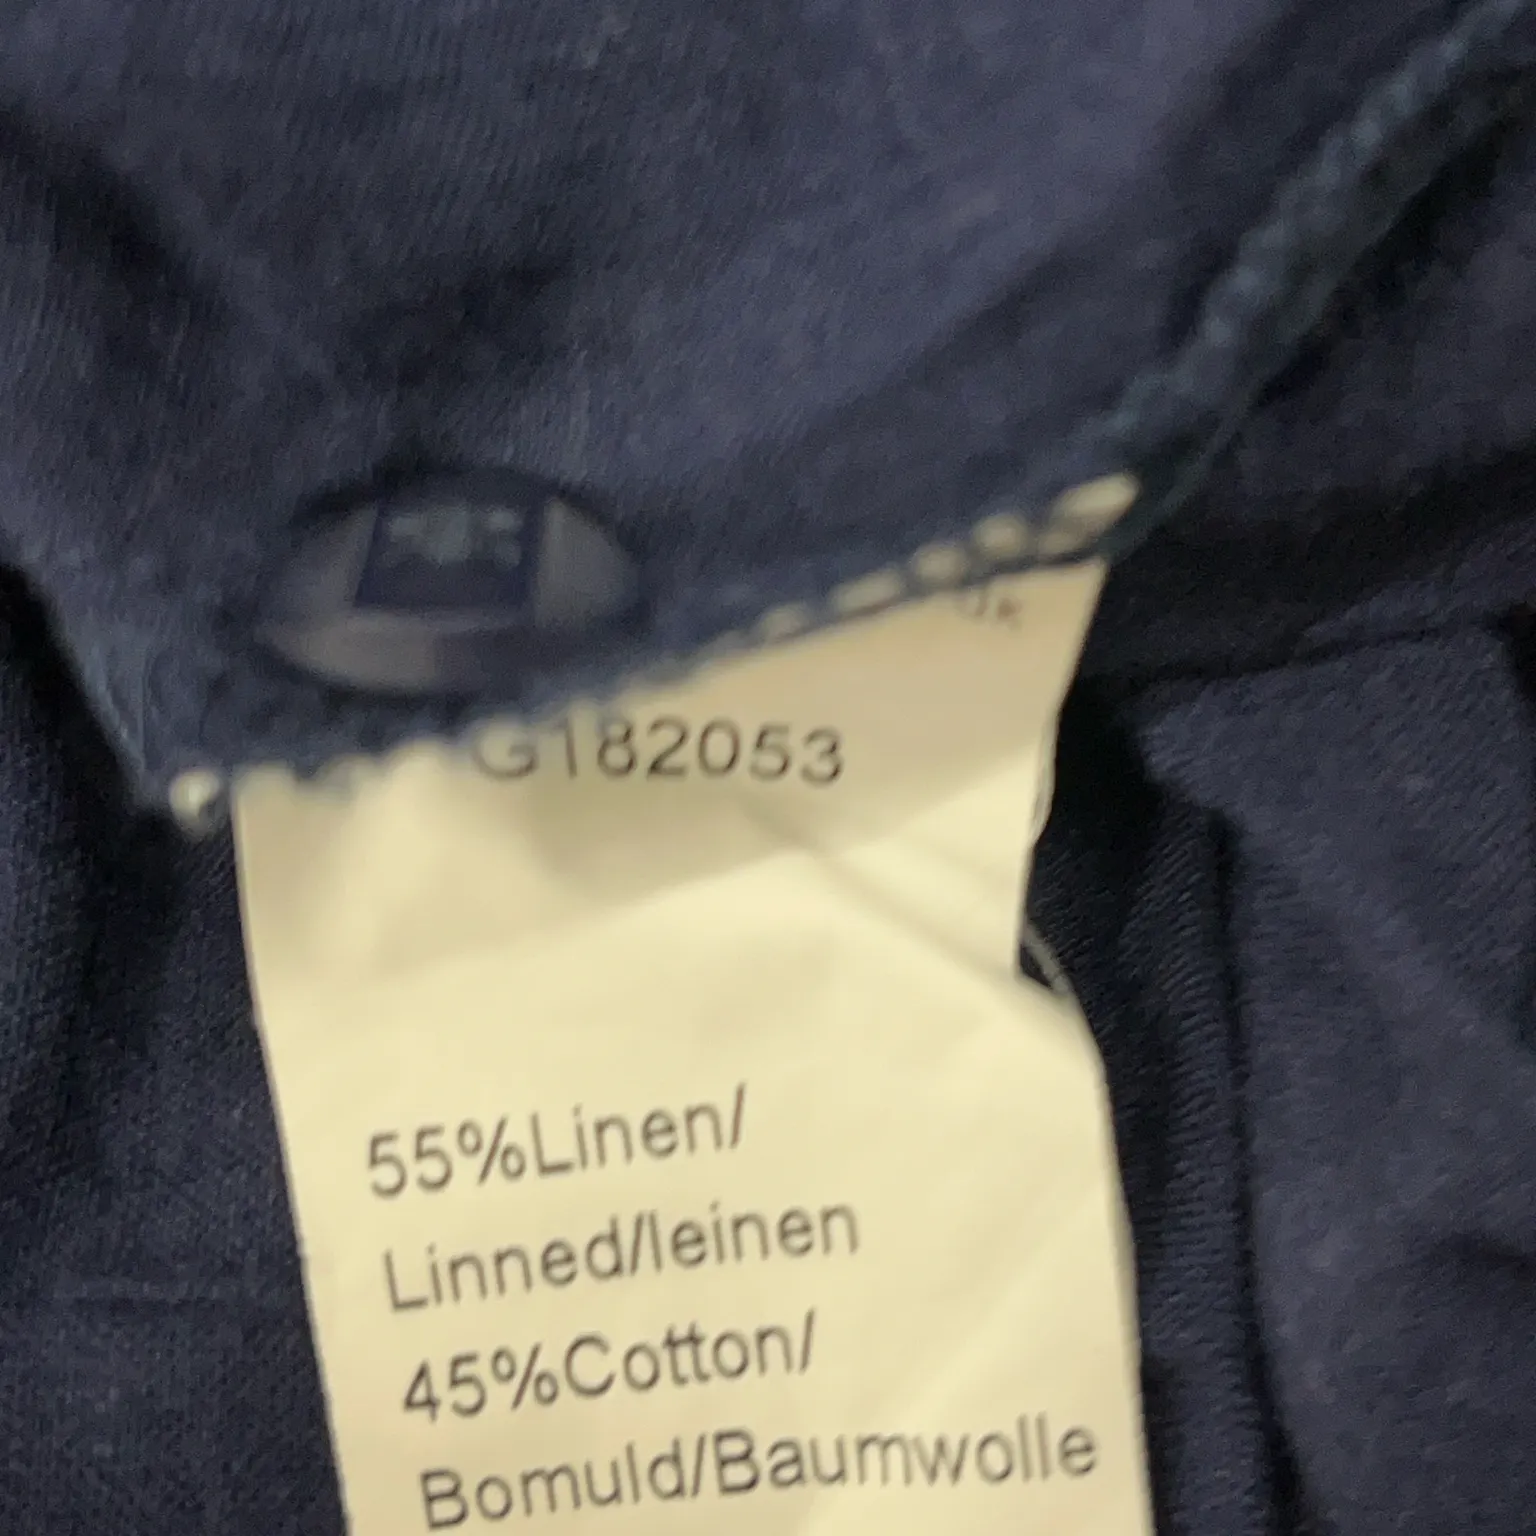 G182053
55%Linen/
Linned/leinen
45%Cotton/
Bomuld/Baumwolle